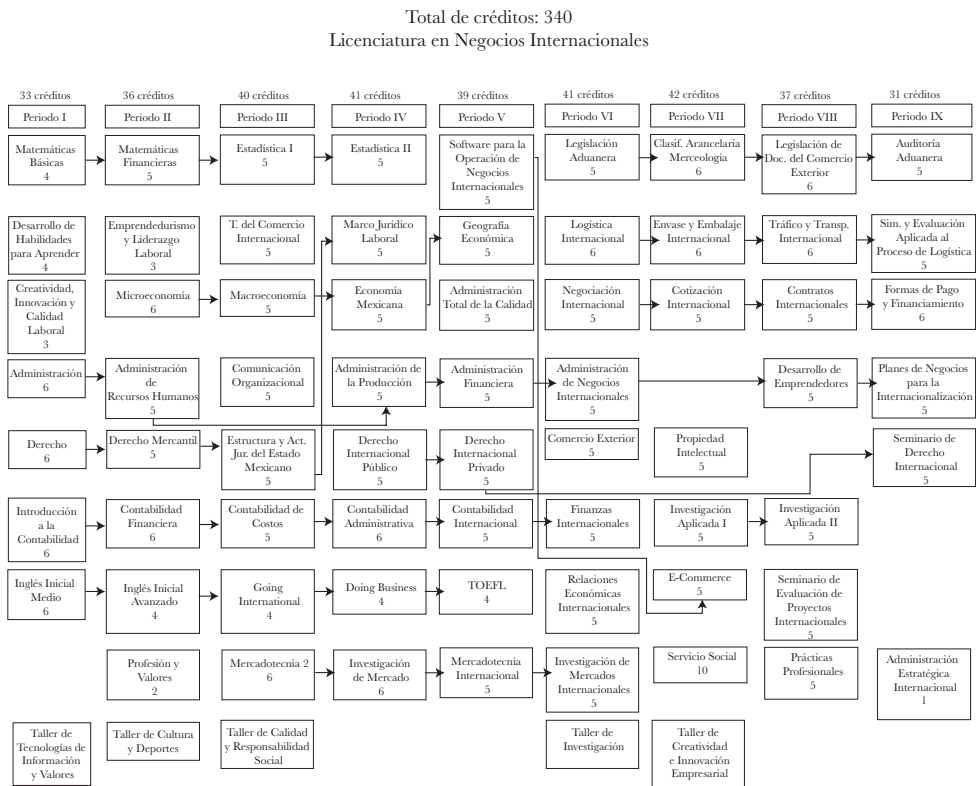 Total de créditos: 340
Licenciatura en Negocios Internacionales
33 créditos
36 créditos
40 créditos
41 créditos
39 créditos
41 créditos
42 créditos
37 créditos
31 créditos
Periodo I
Periodo II
Periodo III
Periodo IV
Periodo V
Periodo VI
Periodo VII
Periodo VIII
Periodo IX
Matemáticas
Básicas
4
Matemáticas
Financieras
5
Estadística I
5
Estadística II
5
Software para la
Operación de
Negocios
Internacionales
5
Legislación
Aduanera
5
Clasif. Arancelaria
Merceología
6
Legislación de
Doc. del Comercio
Exterior
6
Auditoría
Aduanera
5
Desarrollo de
Habilidades
para Aprender
4
Emprendedurismo
y Liderazgo
Laboral
3
T. del Comercio
Internacional
5
Marco Jurídico
Laboral
5
Geografía
Económica
5
Logística
Internacional
6
Envase y Embalaje
Internacional
6
Tráfico y Transp.
Internacional
6
Sim. y Evaluación
Aplicada al
Proceso de Logística
5
Creatividad,
Innovación y
Calidad
Laboral
3
Microeconomía
6
Macroeconomía
5
Economía
Mexicana
5
Administración
Total de la Calidad
5
Negociación
Internacional
5
Cotización
Internacional
5
Contratos
Internacionales
5
Formas de Pago
y Financiamiento
6
Administración
6
Administración
de
Recursos Humanos
5
Comunicación
Organizacional
5
Administración de
la Producción
5
Administración
Financiera
5
Administración
de Negocios
Internacionales
5
Desarrollo de
Emprendedores
5
Planes de Negocios
para la
Internacionalización
5
Derecho
6
Derecho Mercantil
5
Estructura y Act.
Jur. del Estado
Mexicano
5
Derecho
Internacional
Público
5
Derecho
Internacional
Privado
5
Comercio Exterior
5
Propiedad
Intelectual
5
Seminario de
Derecho
Internacional
5
Introducción
a la
Contabilidad
6
Contabilidad
Financiera
6
Contabilidad de
Costos
5
Contabilidad
Administrativa
6
Contabilidad
Internacional
5
Finanzas
Internacionales
5
Investigación
Aplicada I
5
Investigación
Aplicada II
5
Inglés Inicial
Medio
6
Inglés Inicial
Avanzado
4
Going
International
4
Doing Business
4
TOEFL
4
Relaciones
Económicas
Internacionales
5
E-Commerce
5
Seminario de
Evaluación de
Proyectos
Internacionales
5
Profesión y
Valores
2
Mercadotecnia 2
6
Investigación
de Mercado
6
Mercadotecnia
Internacional
5
Investigación de
Mercados
Internacionales
5
Servicio Social
10
Prácticas
Profesionales
5
Administración
Estratégica
Internacional
1
Taller de
Tecnologías de
Información
y Valores
Taller de Cultura
y Deportes
Taller de Calidad
y Responsabilidad
Social
Taller de
Investigación
Taller de
Creatividad
e Innovación
Empresarial